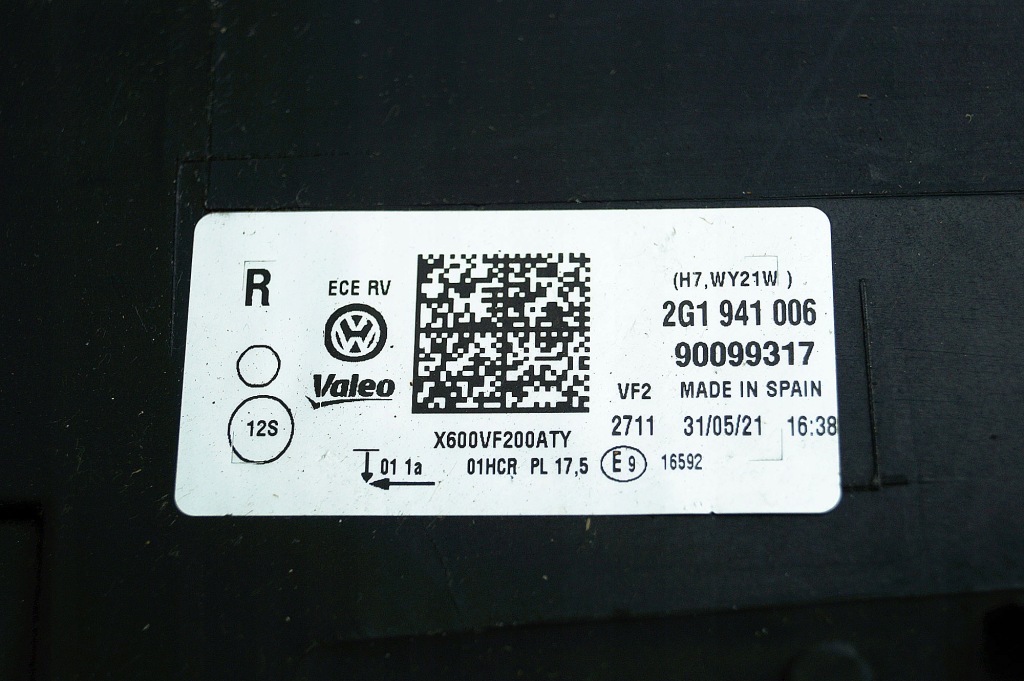 R
ECE RV
Valeo
12S
X600VF200ATY
01 1a 01HCR PL 17,5 E9 16592
(H7,WY21W )
2G1 941 006
90099317
VF2 MADE IN SPAIN
2711 31/05/21 16:38